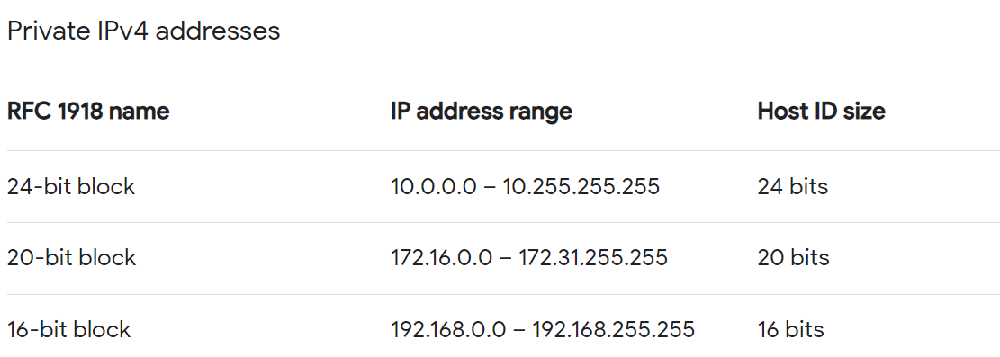 Private IPv4 addresses
RFC 1918 name IP address range Host ID size
24-bit block 10.0.0.0 – 10.255.255.255 24 bits
20-bit block 172.16.0.0 – 172.31.255.255 20 bits
16-bit block 192.168.0.0 – 192.168.255.255 16 bits